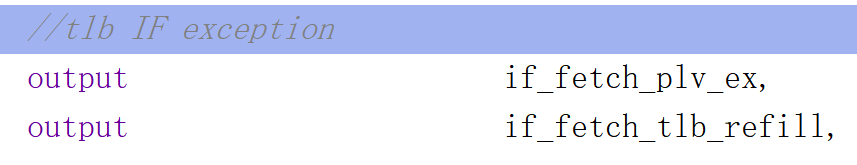 //tlb IF exception
output if_fetch_plv_ex,
output if_fetch_tlb_refill,